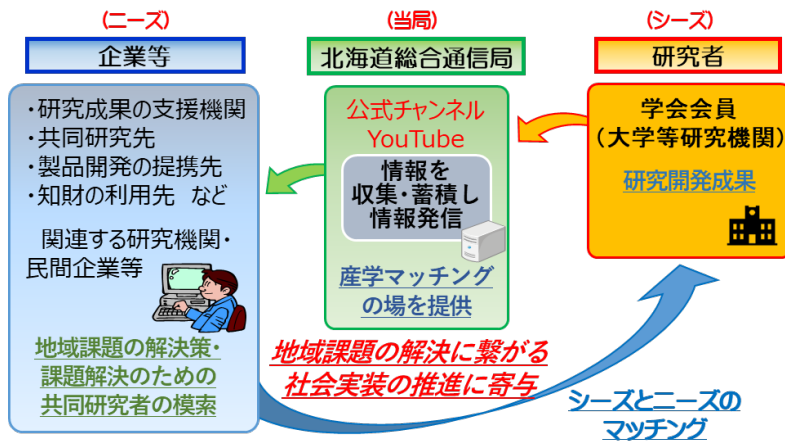 (ニーズ)
企業等
・研究成果の支援機関
・共同研究先
・製品開発の提携先
・知財の利用先 など
関連する研究機関・
民間企業等
地域課題の解決策・
課題解決のための
共同研究者の模索
(当局)
北海道総合通信局
公式チャンネル
YouTube
情報を
収集・蓄積し
情報発信
産学マッチング
の場を提供
(シーズ)
研究者
学会会員
(大学等研究機関)
研究開発成果
地域課題の解決に繋がる
社会実装の推進に寄与
シーズとニーズの
マッチング